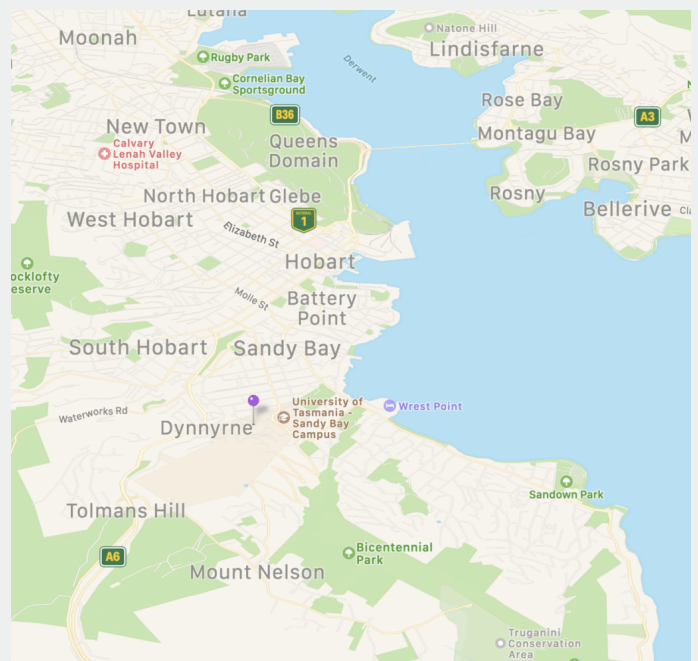 Lutana
Moonah
Natone Hill
Lindisfarne
Rugby Park
Derwent
Cornelian Bay
Sportsground
Rose Bay
B36
A3
New Town
Montagu Bay
Queens
Domain
Calvary
Lenah Valley
Hospital
Rosny Park
North Hobart
Glebe
Rosny
Bellerive
West Hobart
NATIONAL
1
Elizabeth St
Hobart
ocklofty
eserve
Molle St
Battery
Point
South Hobart
Sandy Bay
University of
Tasmania -
Sandy Bay
Campus
Wrest Point
Waterworks Rd
Dynnyrne
Sandown Park
Tolmans Hill
A6
Bicentennial
Park
Mount Nelson
Truganini
Conservation
Area